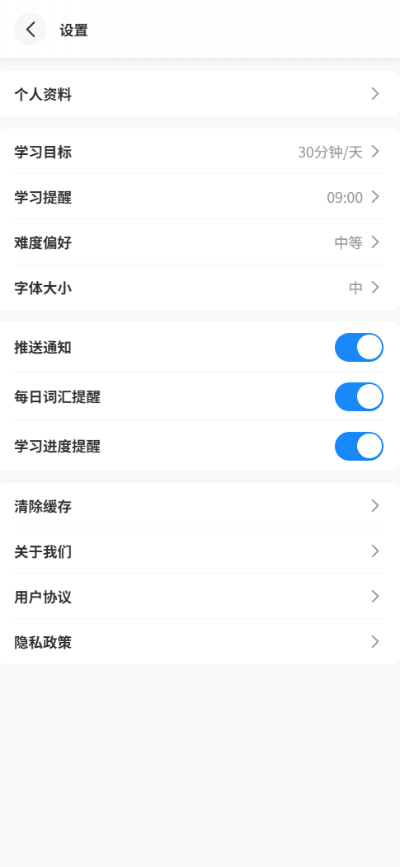 设置
个人资料
学习目标 30分钟/天
学习提醒 09:00
难度偏好 中等
字体大小 中
推送通知
每日词汇提醒
学习进度提醒
清除缓存
关于我们
用户协议
隐私政策